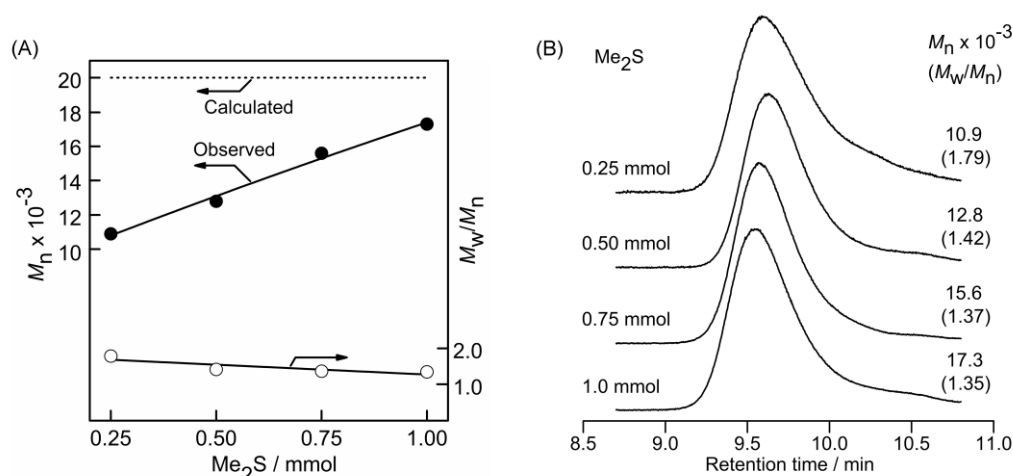 (A)
20
18
16
14
12
10
Mn x 10⁻³
Calculated
Observed
2.0
1.0
Mw/Mn
0.25 0.50 0.75 1.00
Me₂S / mmol
(B)
Me₂S
Mn x 10⁻³
(Mw/Mn)
0.25 mmol
10.9
(1.79)
0.50 mmol
12.8
(1.42)
0.75 mmol
15.6
(1.37)
1.0 mmol
17.3
(1.35)
8.5 9.0 9.5 10.0 10.5 11.0
Retention time / min